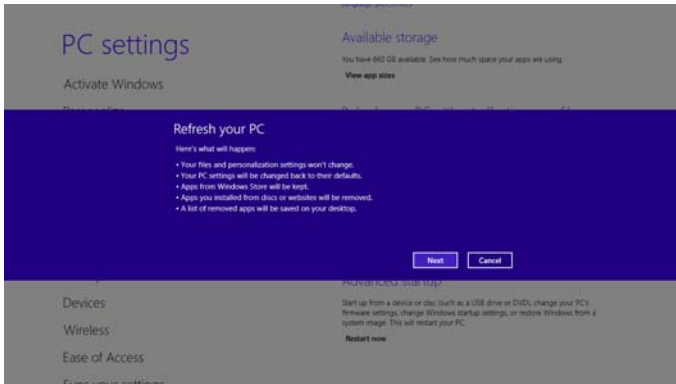 PC settings
Activate Windows
Available storage
You have 660 GB available. See how much space your apps are using.
View app sizes
Refresh your PC
Here's what will happen:
• Your files and personalization settings won't change.
• Your PC settings will be changed back to their defaults.
• Apps from Windows Store will be kept.
• Apps you installed from discs or websites will be removed.
• A list of removed apps will be saved on your desktop.
Next
Cancel
Devices
Wireless
Ease of Access
Advanced startup
Start up from a device or disc (such as a USB drive or DVD), change your PC's
firmware settings, change Windows startup settings, or restore Windows from a
system image. This will restart your PC.
Restart now